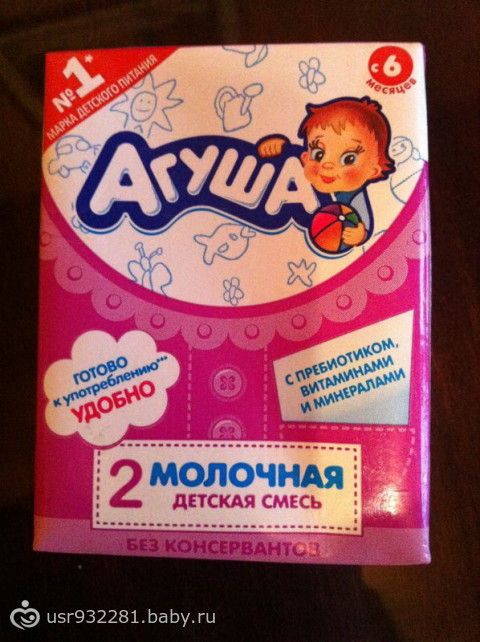 №1*
МАРКА ДЕТСКОГО ПИТАНИЯ
с 6
месяцев
АГУША
ГОТОВО
к употреблению***
УДОБНО
С ПРЕБИОТИКОМ,
ВИТАМИНАМИ
И МИНЕРАЛАМИ
2 МОЛОЧНАЯ
ДЕТСКАЯ СМЕСЬ
БЕЗ КОНСЕРВАНТОВ
usr932281.baby.ru